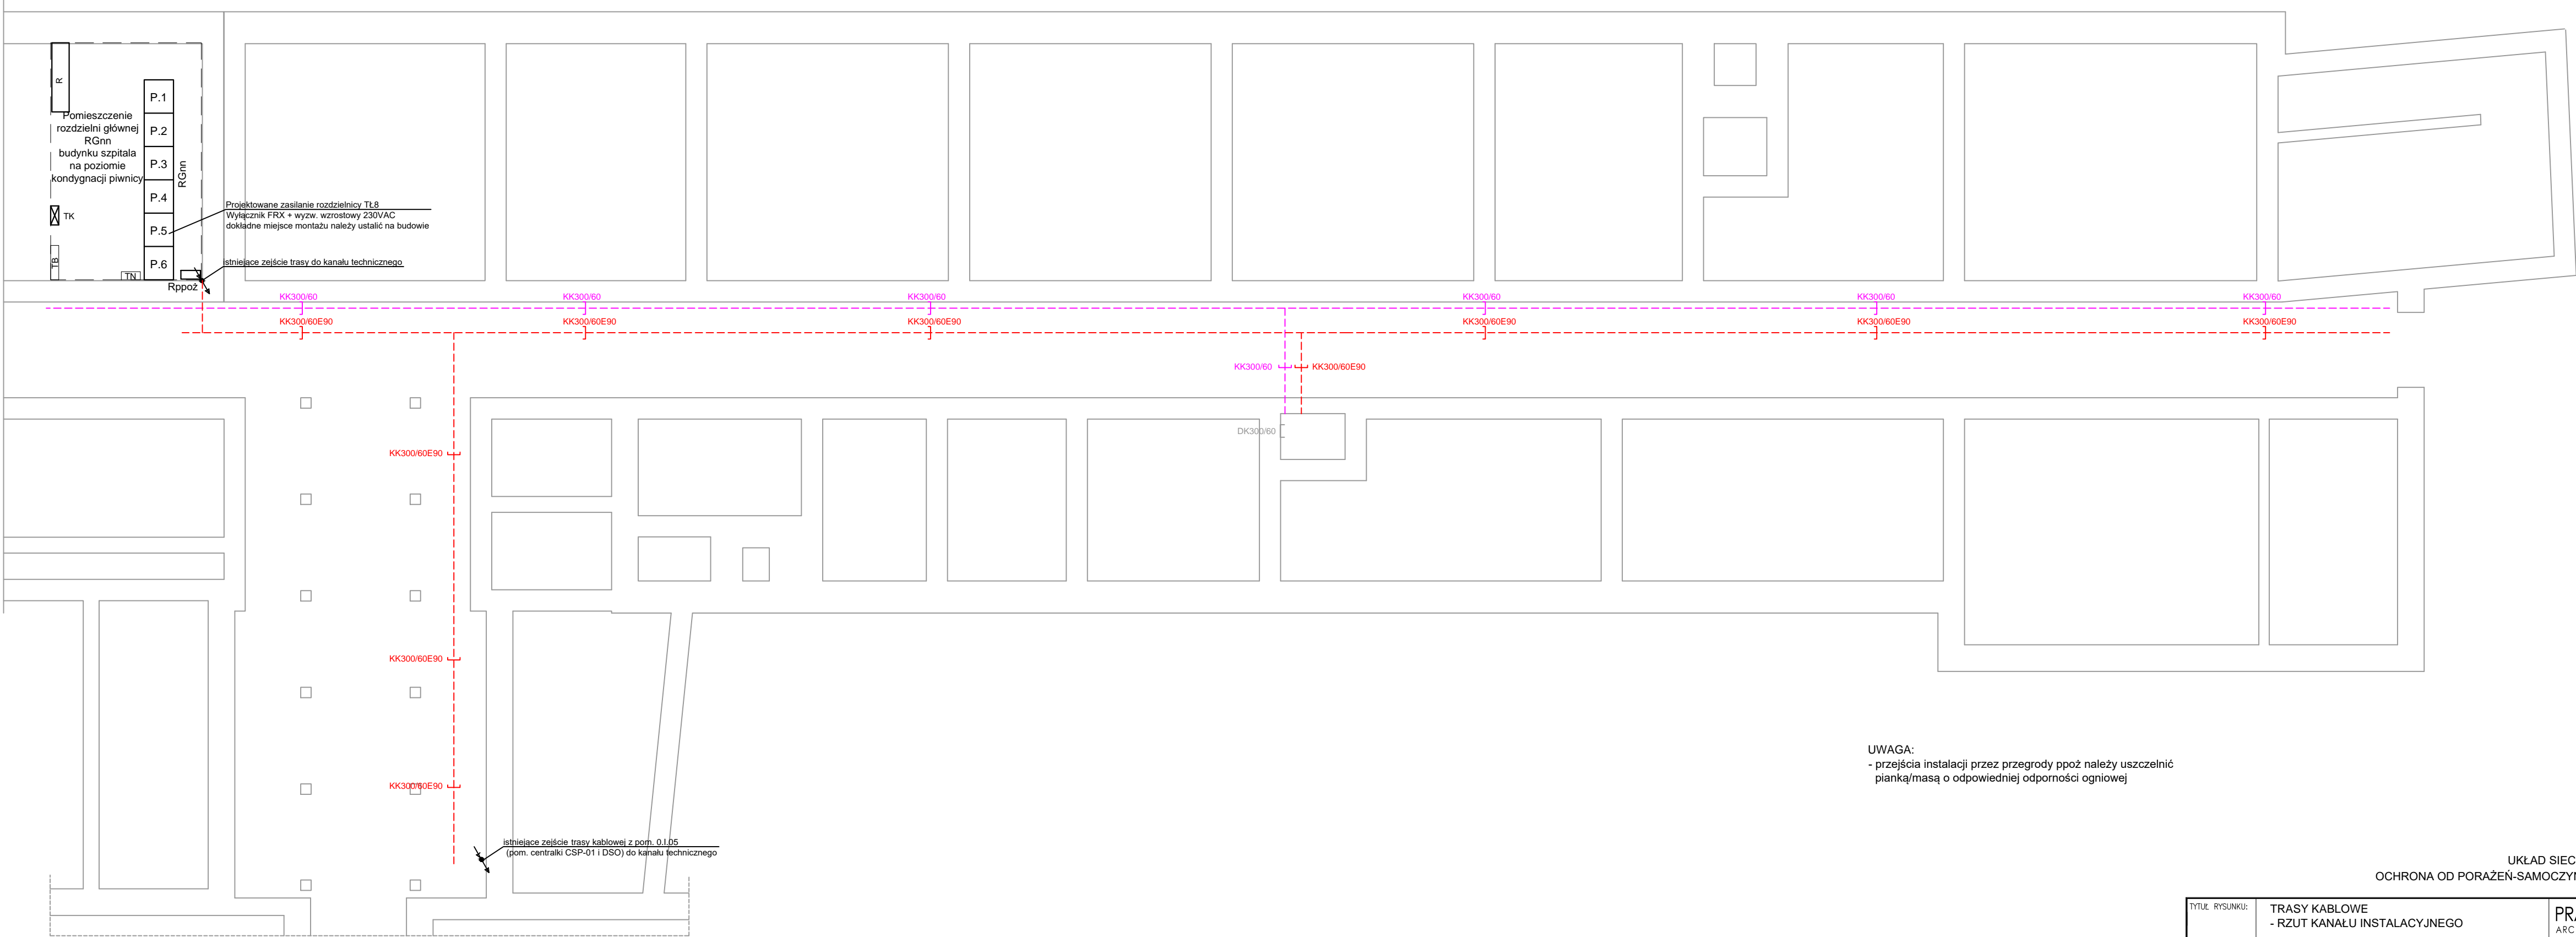 R
P.1
P.2
P.3
P.4
P.5
P.6
Pomieszczenie
rozdzielni głównej
RGnn
budynku szpitala
na poziomie
kondygnacji piwnicy
RGnn
TK
TB
TN
Rppoż
Projektowane zasilanie rozdzielnicy TŁ8
Wyłącznik FRX + wyzw. wzrostowy 230VAC
dokładne miejsce montażu należy ustalić na budowie
istniejące zejście trasy do kanału technicznego
KK300/60
KK300/60
KK300/60
KK300/60
KK300/60
KK300/60
KK300/60E90
KK300/60E90
KK300/60E90
KK300/60E90
KK300/60E90
KK300/60E90
KK300/60
KK300/60E90
DK300/60
KK300/60E90
KK300/60E90
KK300/60E90
UWAGA:
- przejścia instalacji przez przegrody ppoż należy uszczelnić
pianką/masą o odpowiedniej odporności ogniowej
istniejące zejście trasy kablowej z pom. 0.I.05
(pom. centralki CSP-01 i DSO) do kanału technicznego
UKŁAD SIEC
OCHRONA OD PORAŻEŃ-SAMOCZYN
TYTUŁ RYSUNKU:
TRASY KABLOWE
- RZUT KANAŁU INSTALACYJNEGO
PRA
ARC